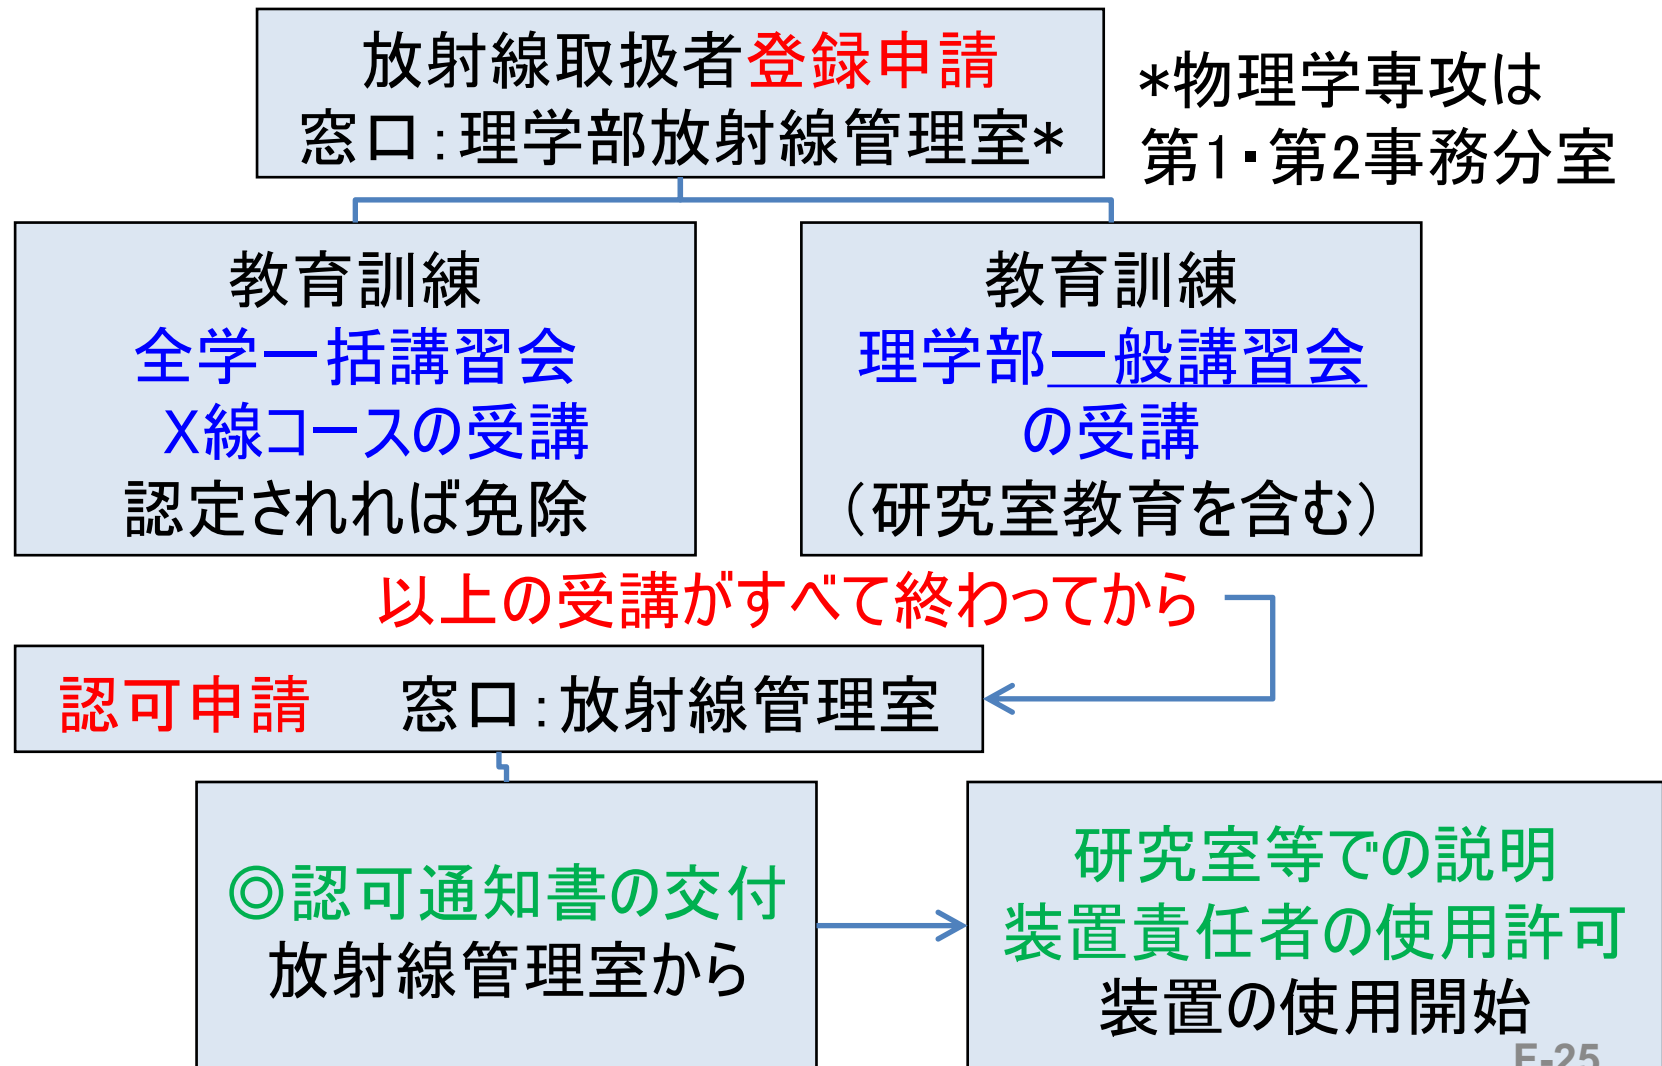 放射線取扱者登録申請
窓口:理学部放射線管理室*
*物理学専攻は
第1・第2事務分室
教育訓練
全学一括講習会
X線コースの受講
認定されれば免除
教育訓練
理学部一般講習会
の受講
(研究室教育を含む)
以上の受講がすべて終わってから
認可申請 窓口:放射線管理室
◎認可通知書の交付
放射線管理室から
研究室等での説明
装置責任者の使用許可
装置の使用開始
E-25